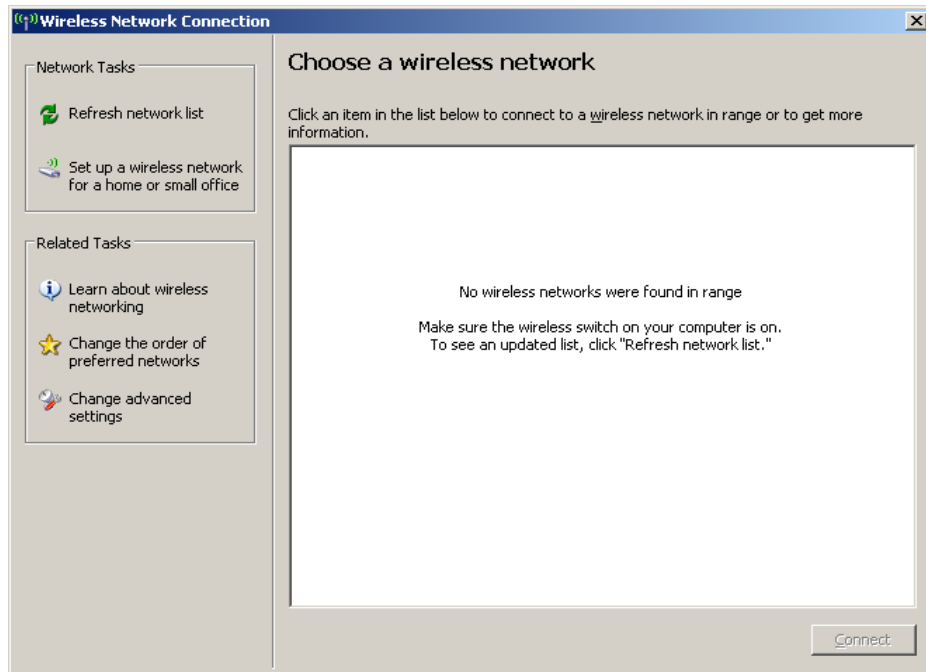 Wireless Network Connection
Network Tasks
Refresh network list
Set up a wireless network
for a home or small office
Related Tasks
Learn about wireless
networking
Change the order of
preferred networks
Change advanced
settings
Choose a wireless network
Click an item in the list below to connect to a wireless network in range or to get more
information.
No wireless networks were found in range
Make sure the wireless switch on your computer is on.
To see an updated list, click "Refresh network list."
Connect